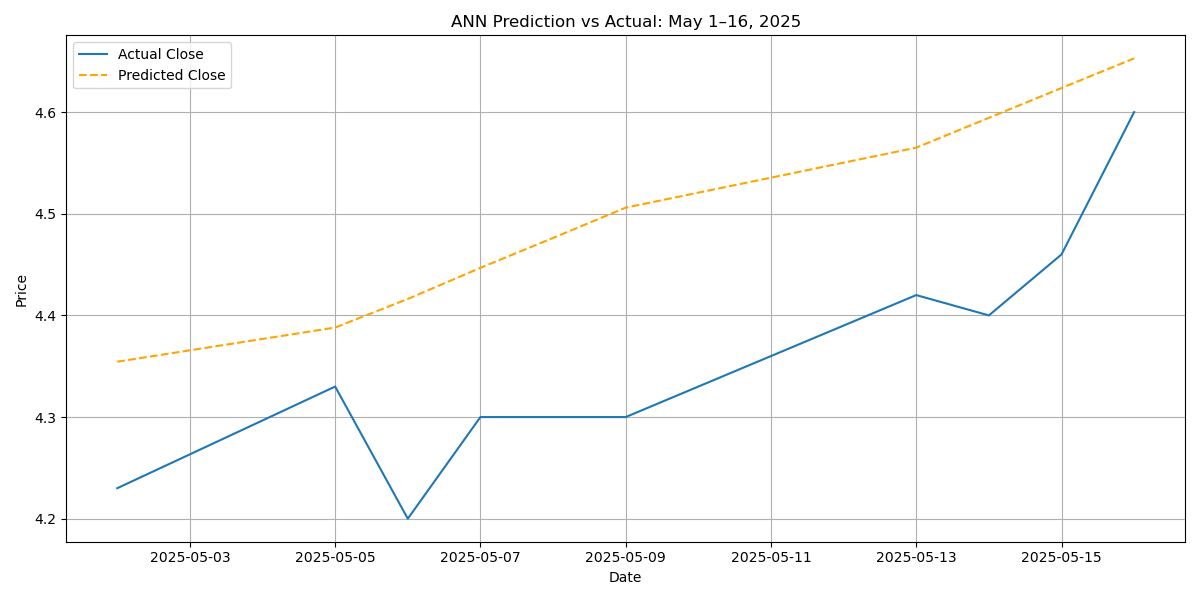 ANN Prediction vs Actual: May 1–16, 2025
Actual Close
Predicted Close
Price
4.6
4.5
4.4
4.3
4.2
2025-05-03 2025-05-05 2025-05-07 2025-05-09 2025-05-11 2025-05-13 2025-05-15
Date